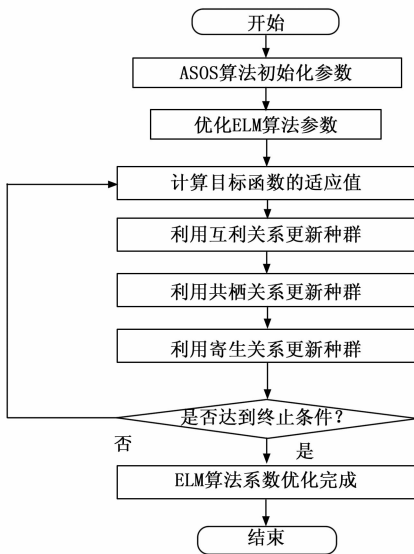 开始
ASOS算法初始化参数
优化ELM算法参数
计算目标函数的适应值
利用互利关系更新种群
利用共栖关系更新种群
利用寄生关系更新种群
是否达到终止条件？
否
是
ELM算法系数优化完成
结束